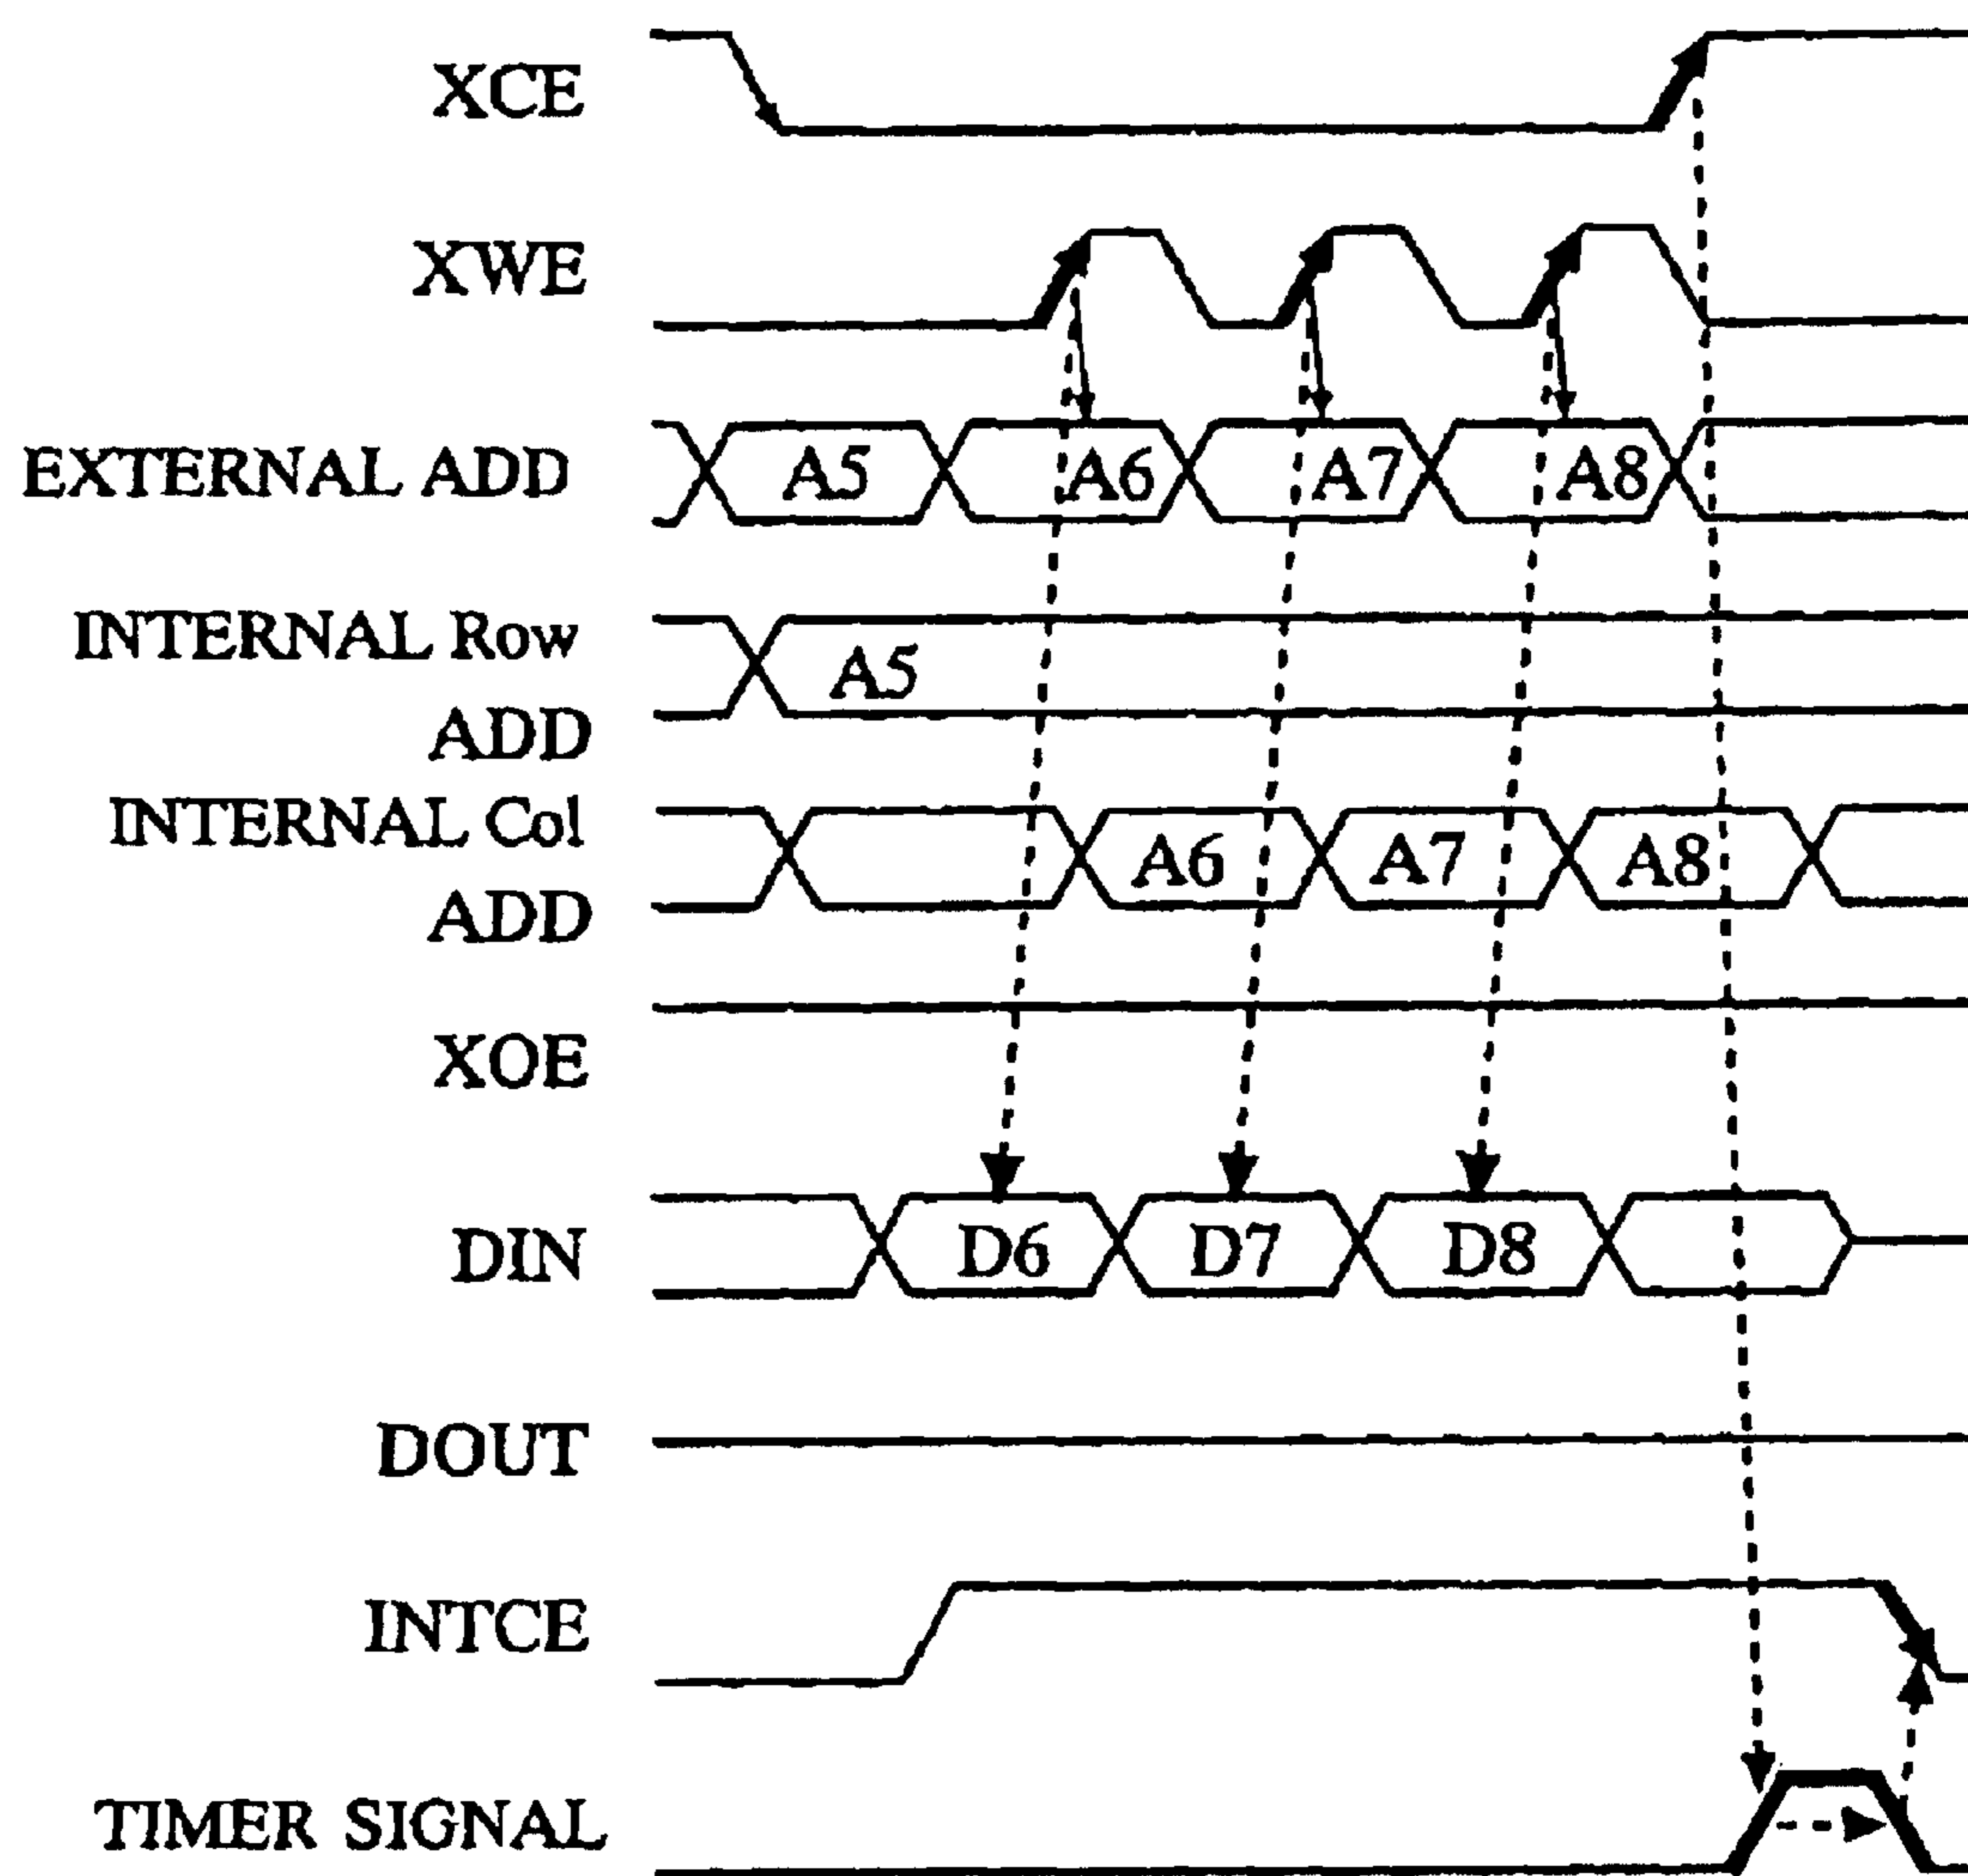 XCE
XWE
EXTERNAL ADD A5 A6 A7 A8
INTERNAL Row
A5
ADD
INTERNAL Col
A6 A7 A8
ADD
XOE
DIN D6 D7 D8
DOUT
INTCE
TIMER SIGNAL